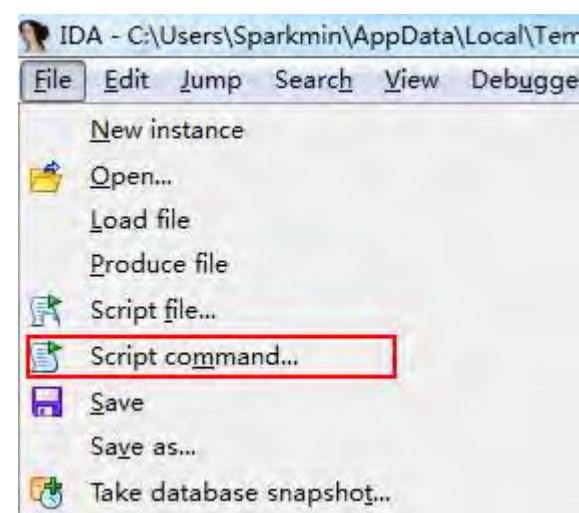 IDA - C:\Users\Sparkmin\AppData\Local\Tem
File Edit Jump Search View Debugge
New instance
Open...
Load file
Produce file
Script file...
Script command...
Save
Save as...
Take database snapshot...